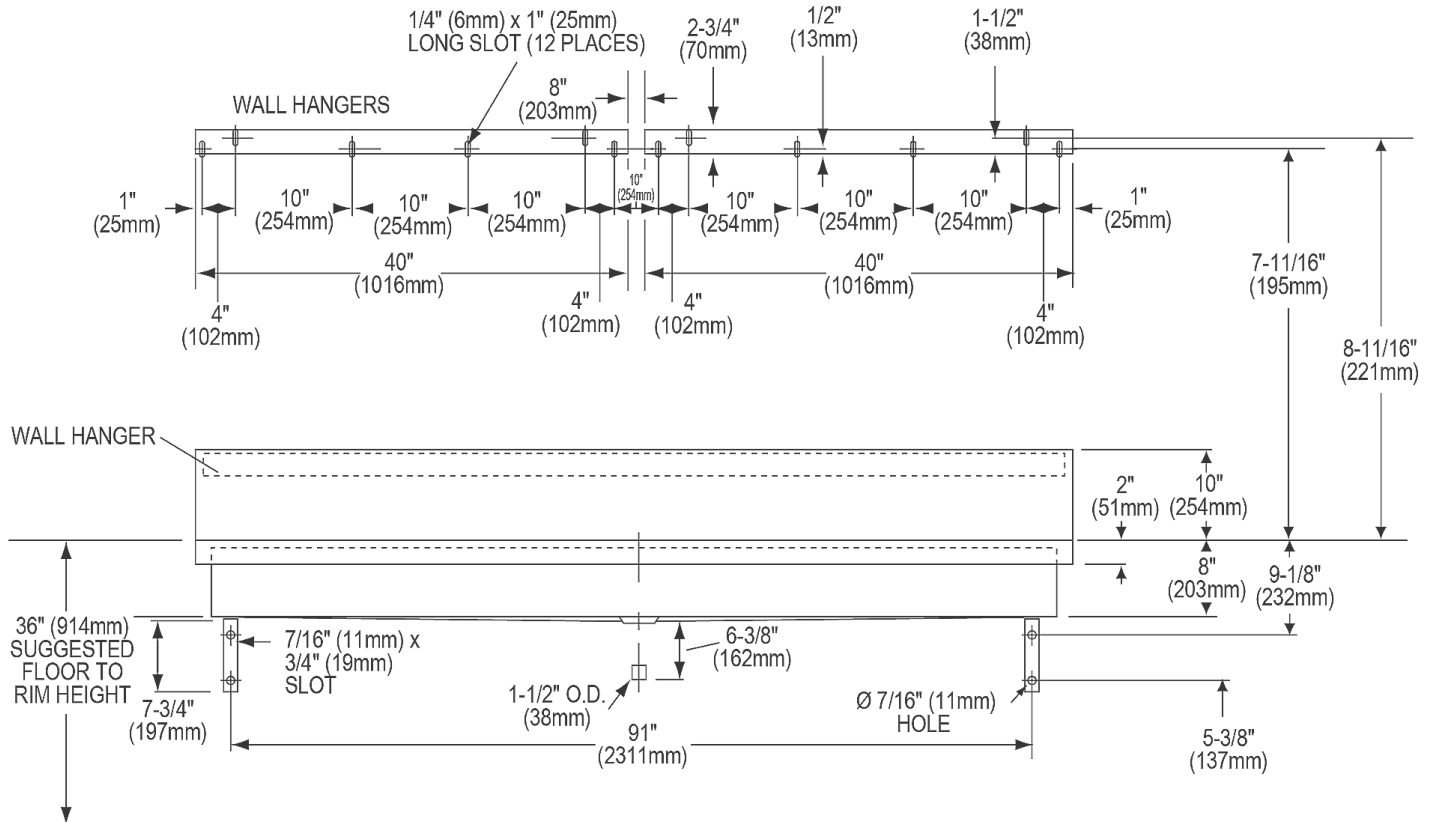 1/4" (6mm) x 1" (25mm)
LONG SLOT (12 PLACES)
2-3/4"
(70mm)
1/2"
(13mm)
1-1/2"
(38mm)
8"
(203mm)
WALL HANGERS
1"
(25mm)
10"
(254mm)
10"
(254mm)
10"
(254mm)
10"
(254mm)
10"
(254mm)
10"
(254mm)
10"
(254mm)
1"
(25mm)
40"
(1016mm)
40"
(1016mm)
7-11/16"
(195mm)
4"
(102mm)
4"
(102mm)
4"
(102mm)
4"
(102mm)
8-11/16"
(221mm)
WALL HANGER
2"
(51mm)
10"
(254mm)
8"
(203mm)
9-1/8"
(232mm)
36" (914mm)
SUGGESTED
FLOOR TO
RIM HEIGHT
7/16" (11mm) x
3/4" (19mm)
SLOT
6-3/8"
(162mm)
1-1/2" O.D.
(38mm)
Ø 7/16" (11mm)
HOLE
7-3/4"
(197mm)
91"
(2311mm)
5-3/8"
(137mm)